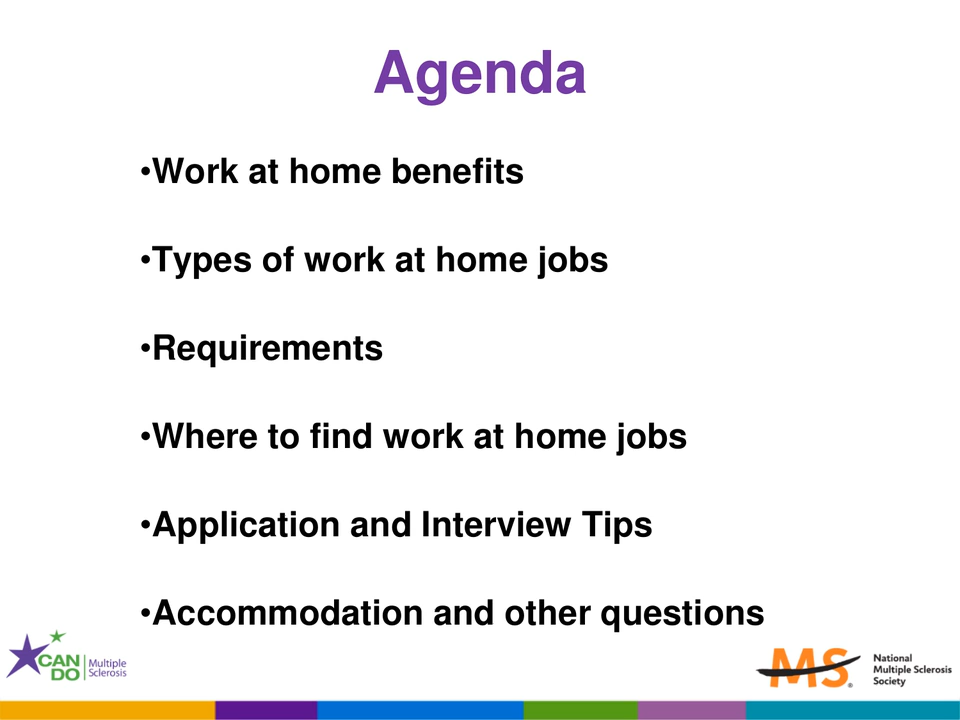 Agenda
•Work at home benefits
•Types of work at home jobs
•Requirements
•Where to find work at home jobs
•Application and Interview Tips
•Accommodation and other questions
CAN DO
Multiple
Sclerosis
MS®
National
Multiple Sclerosis
Society